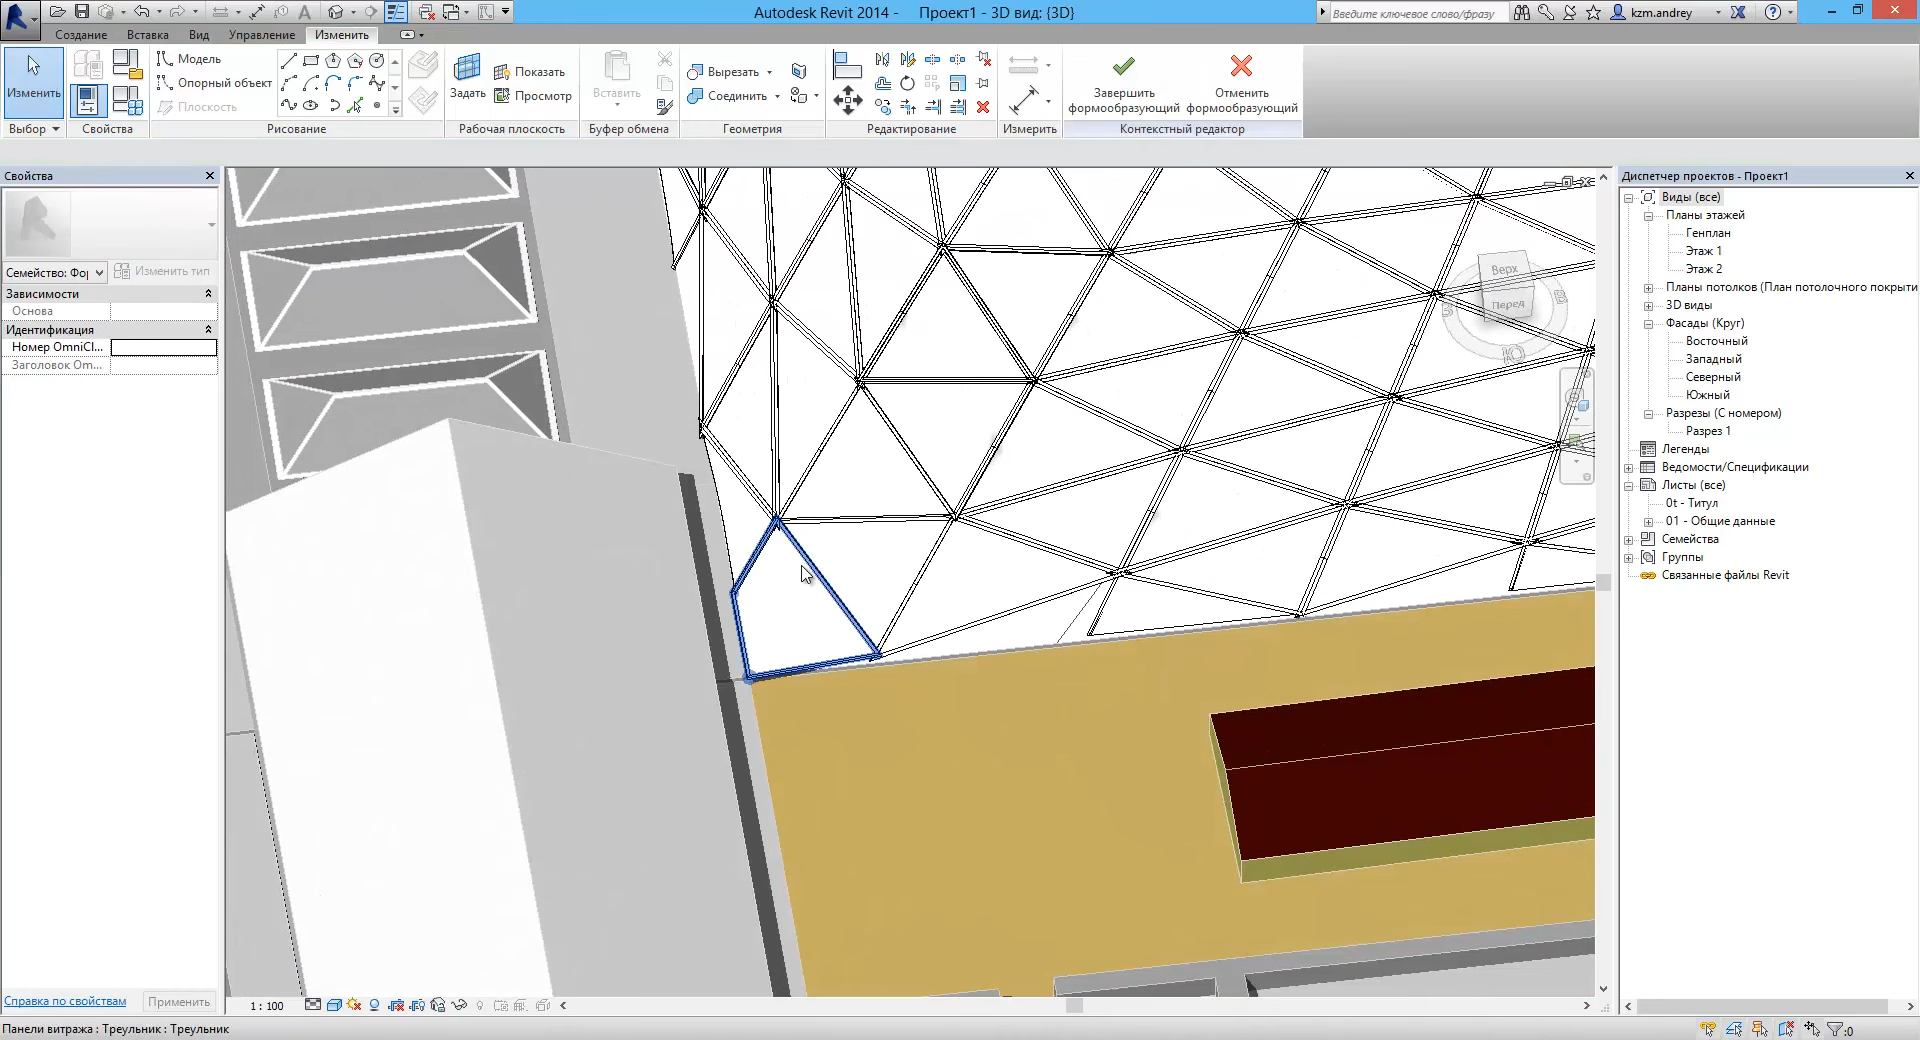 Autodesk Revit 2014 - Проект1 - 3D вид: {3D}
Введите ключевое слово/фразу
kzm.andrey
Создание Вставка Вид Управление Изменить
Изменить
Модель
Опорный объект
Плоскость
Задать
Показать
Просмотр
Вставить
Вырезать
Соединить
Завершить формообразующий
Отменить формообразующий
Выбор Свойства Рисование Рабочая плоскость Буфер обмена Геометрия Редактирование Измерить Контекстный редактор
Свойства
Семейство: Фој
Изменить тип
Зависимости
Основа
Идентификация
Номер OmniCl...
Заголовок Om...
Справка по свойствам
Применить
Верх
Перед
Диспетчер проектов - Проект1
Виды (все)
Планы этажей
Генплан
Этаж 1
Этаж 2
Планы потолков (План потолочного покрыти
3D виды
Фасады (Круг)
Восточный
Западный
Северный
Южный
Разрезы (С номером)
Разрез 1
Легенды
Ведомости/Спецификации
Листы (все)
0t - Титул
01 - Общие данные
Семейства
Группы
Связанные файлы Revit
1 : 100
Панели витража : Треульник : Треульник
:0